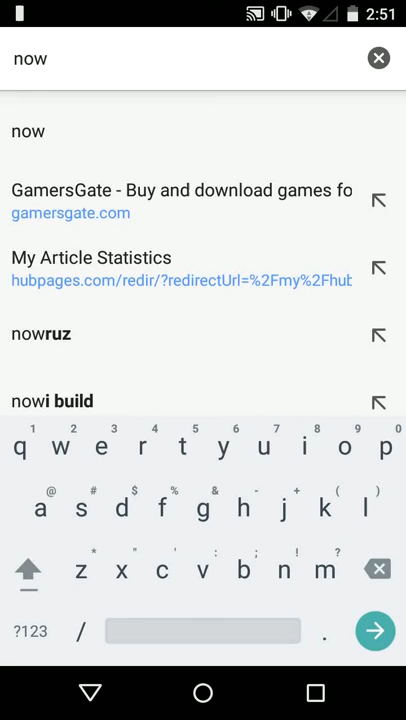 2:51
now
now
GamersGate - Buy and download games fo
gamersgate.com
My Article Statistics
hubpages.com/redir/?redirectUrl=%2Fmy%2Fhub
nowruz
nowi build
1 2 3 4 5 6 7 8 9 0
q w e r t y u i o p
@ # $ % & - + ( )
a s d f g h j k l
* " ' : ; ! ?
z x c v b n m
?123 / .